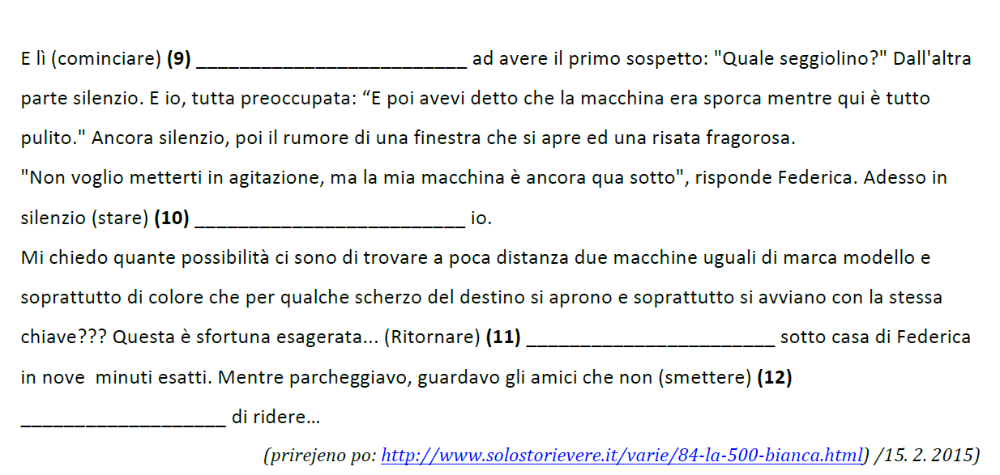 E lì (cominciare) (9) _________________________ ad avere il primo sospetto: "Quale seggiolino?" Dall'altra
parte silenzio. E io, tutta preoccupata: “E poi avevi detto che la macchina era sporca mentre qui è tutto
pulito." Ancora silenzio, poi il rumore di una finestra che si apre ed una risata fragorosa.
"Non voglio metterti in agitazione, ma la mia macchina è ancora qua sotto", risponde Federica. Adesso in
silenzio (stare) (10) _________________________ io.
Mi chiedo quante possibilità ci sono di trovare a poca distanza due macchine uguali di marca modello e
soprattutto di colore che per qualche scherzo del destino si aprono e soprattutto si avviano con la stessa
chiave??? Questa è sfortuna esagerata... (Ritornare) (11) _______________________ sotto casa di Federica
in nove  minuti esatti. Mentre parcheggiavo, guardavo gli amici che non (smettere) (12)
___________________ di ridere…
(prirejeno po: http://www.solostorievere.it/varie/84-la-500-bianca.html) /15. 2. 2015)